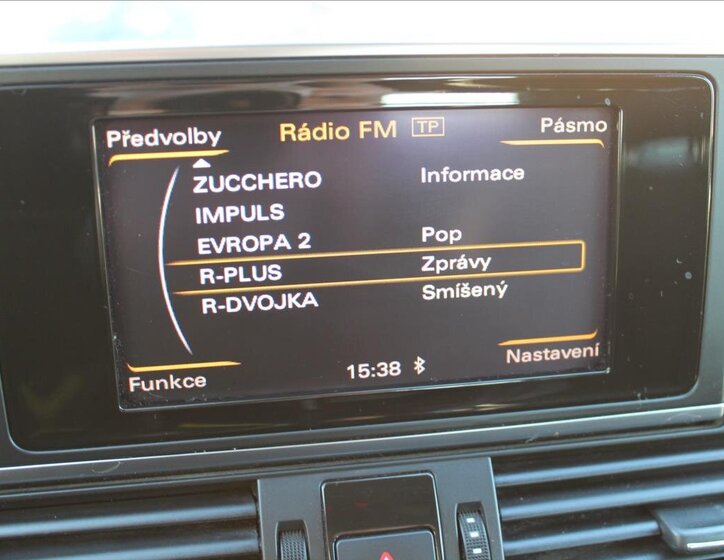 Předvolby Rádio FM TP Pásmo
ZUCCHERO Informace
IMPULS
EVROPA 2 Pop
R-PLUS Zprávy
R-DVOJKA Smíšený
Funkce 15:38 Nastavení